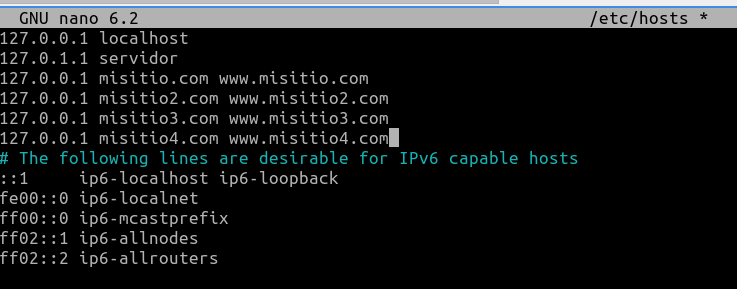 GNU nano 6.2 /etc/hosts *
127.0.0.1 localhost
127.0.1.1 servidor
127.0.0.1 misitio.com www.misitio.com
127.0.0.1 misitio2.com www.misitio2.com
127.0.0.1 misitio3.com www.misitio3.com
127.0.0.1 misitio4.com www.misitio4.com
# The following lines are desirable for IPv6 capable hosts
::1     ip6-localhost ip6-loopback
fe00::0 ip6-localnet
ff00::0 ip6-mcastprefix
ff02::1 ip6-allnodes
ff02::2 ip6-allrouters